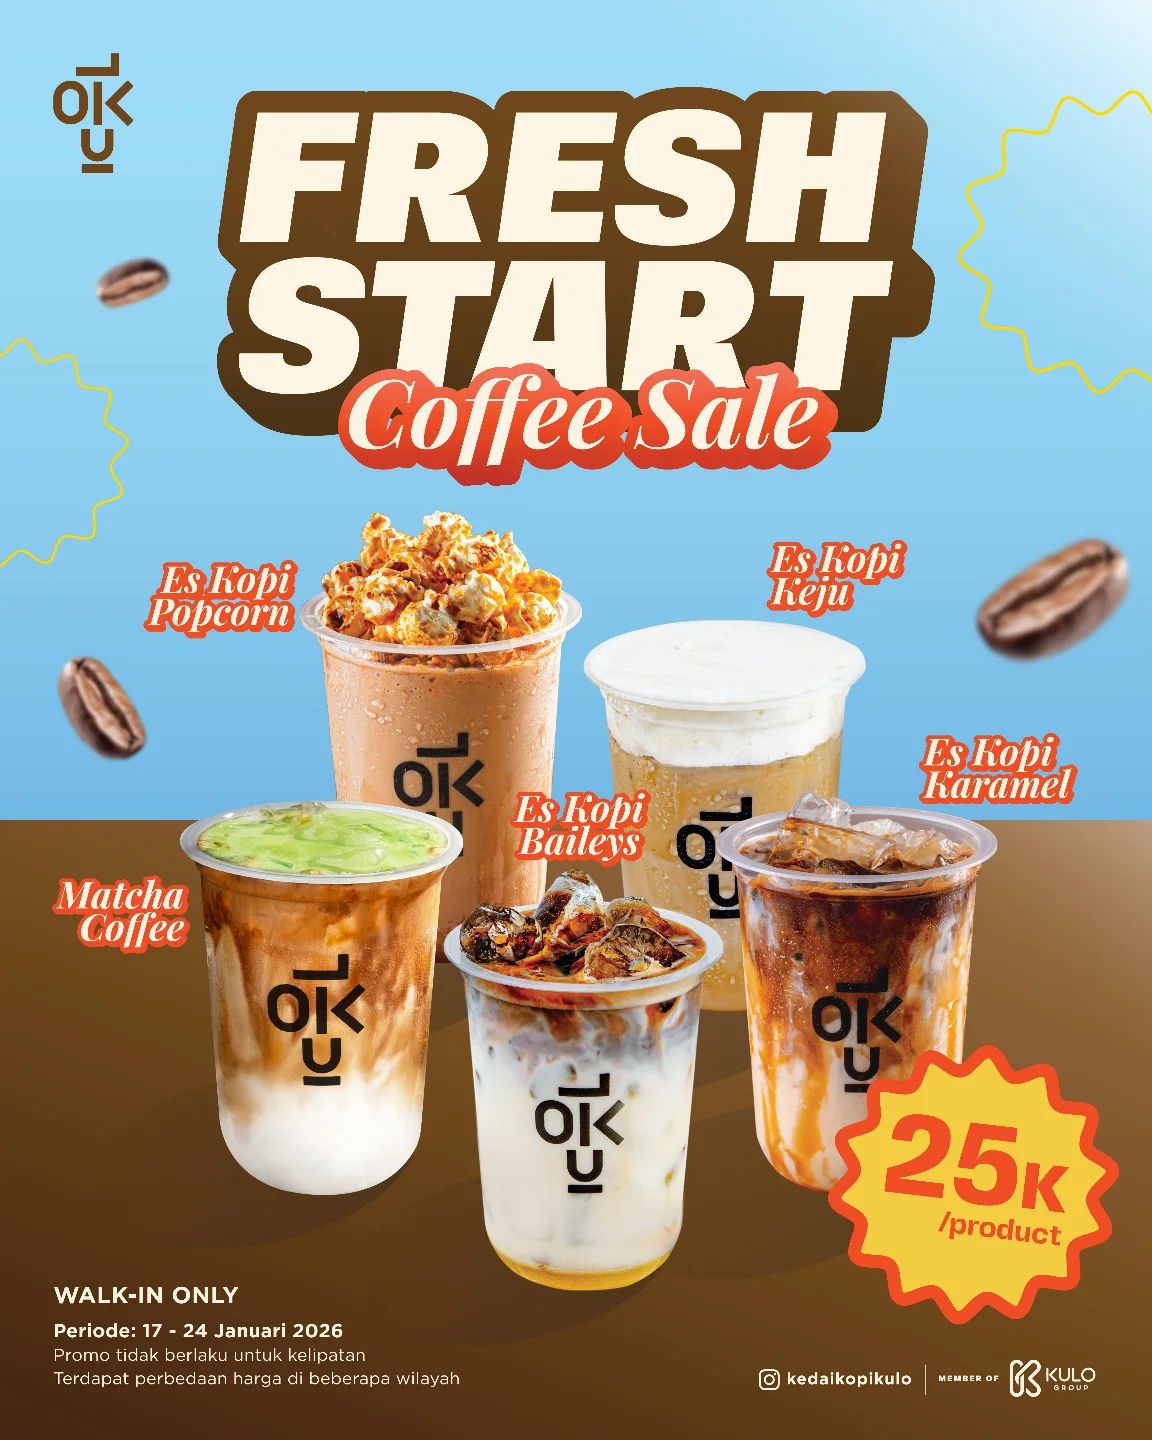 OK
UL
FRESH
START
Coffee Sale
Es Kopi
Popcorn
Es Kopi
Keju
Es Kopi
Karamel
Es Kopi
Baileys
Matcha
Coffee
25K
/product
WALK-IN ONLY
Periode: 17 - 24 Januari 2026
Promo tidak berlaku untuk kelipatan
Terdapat perbedaan harga di beberapa wilayah
kedaikopikulo
MEMBER OF
KULO
GROUP